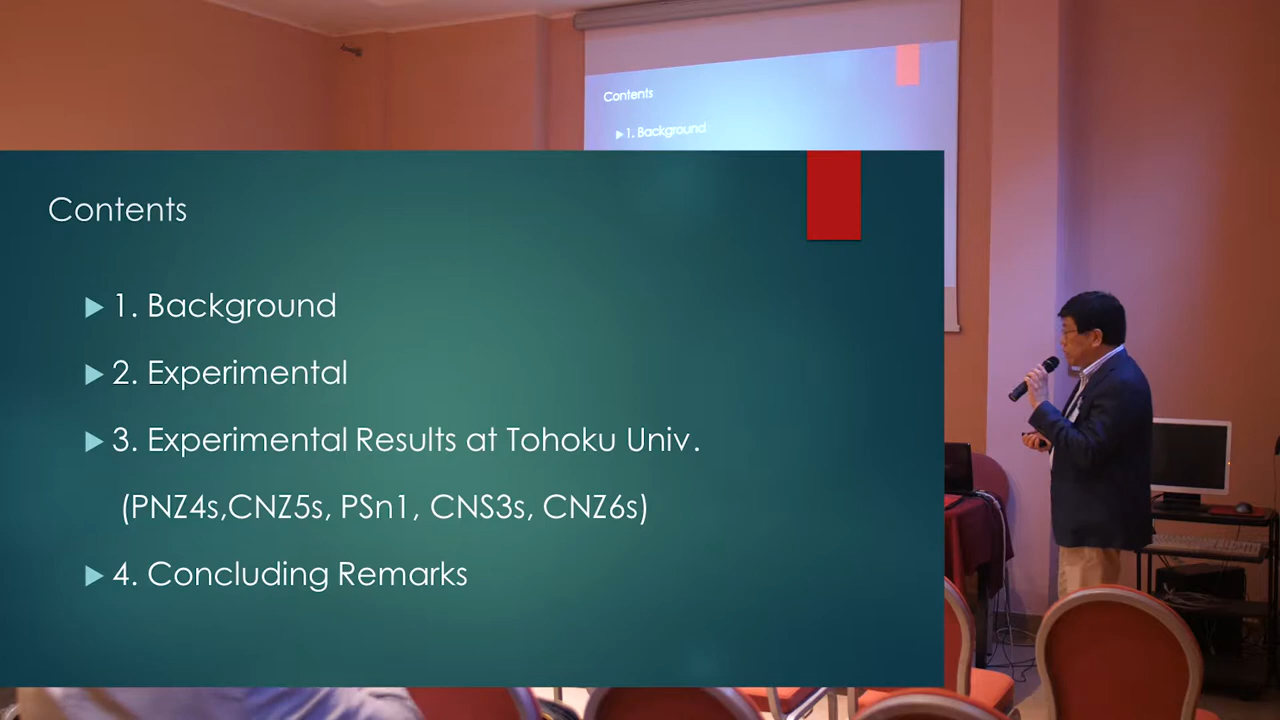 Contents
1. Background
Contents
1. Background
2. Experimental
3. Experimental Results at Tohoku Univ.
(PNZ4s,CNZ5s, PSn1, CNS3s, CNZ6s)
4. Concluding Remarks